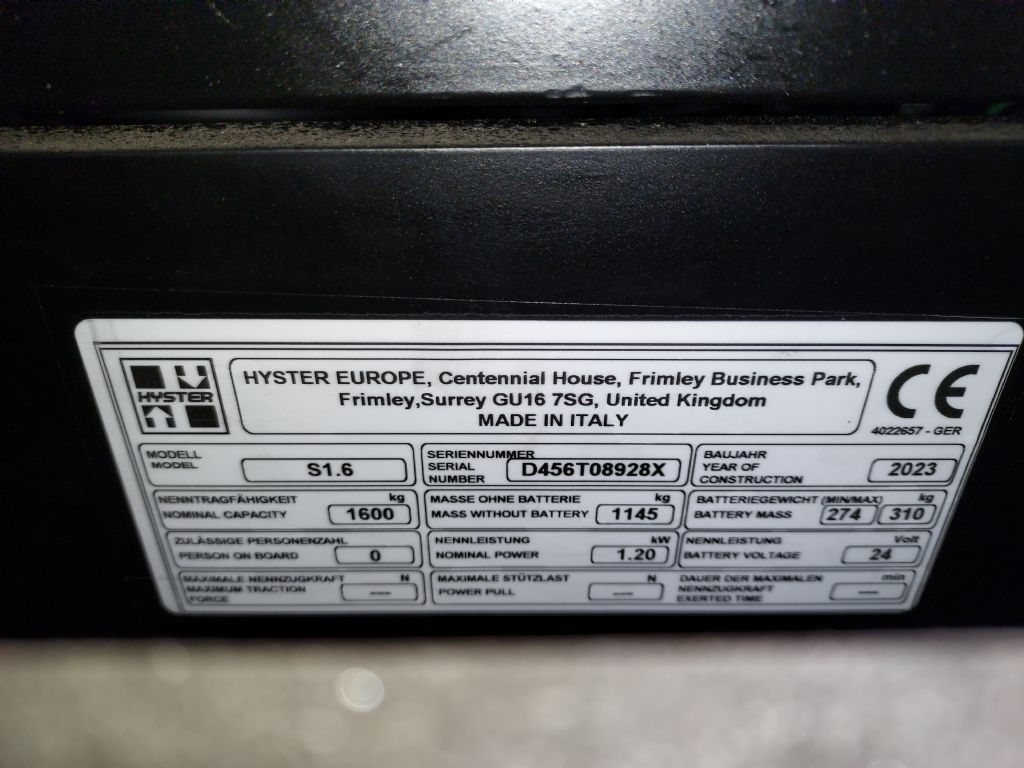 HYSTER
HYSTER EUROPE, Centennial House, Frimley Business Park,
Frimley,Surrey GU16 7SG, United Kingdom
MADE IN ITALY
CE
4022657 - GER
MODELL
MODEL
S1.6
SERIENNUMMER
SERIAL
NUMBER
D456T08928X
BAUJAHR
YEAR OF
CONSTRUCTION
2023
NENNTRAGFÄHIGKEIT kg
NOMINAL CAPACITY 1600
MASSE OHNE BATTERIE kg
MASS WITHOUT BATTERY 1145
BATTERIEGEWICHT (MIN/MAX) kg
BATTERY MASS 274 310
ZULÄSSIGE PERSONENZAHL
PERSON ON BOARD 0
NENNLEISTUNG kW
NOMINAL POWER 1.20
NENNLEISTUNG Volt
BATTERY VOLTAGE 24
MAXIMALE NENNZUGKRAFT N
MAXIMUM TRACTION
FORCE ---
MAXIMALE STÜTZLAST N
POWER PULL ---
DAUER DER MAXIMALEN min
NENNZUGKRAFT
EXERTED TIME ---